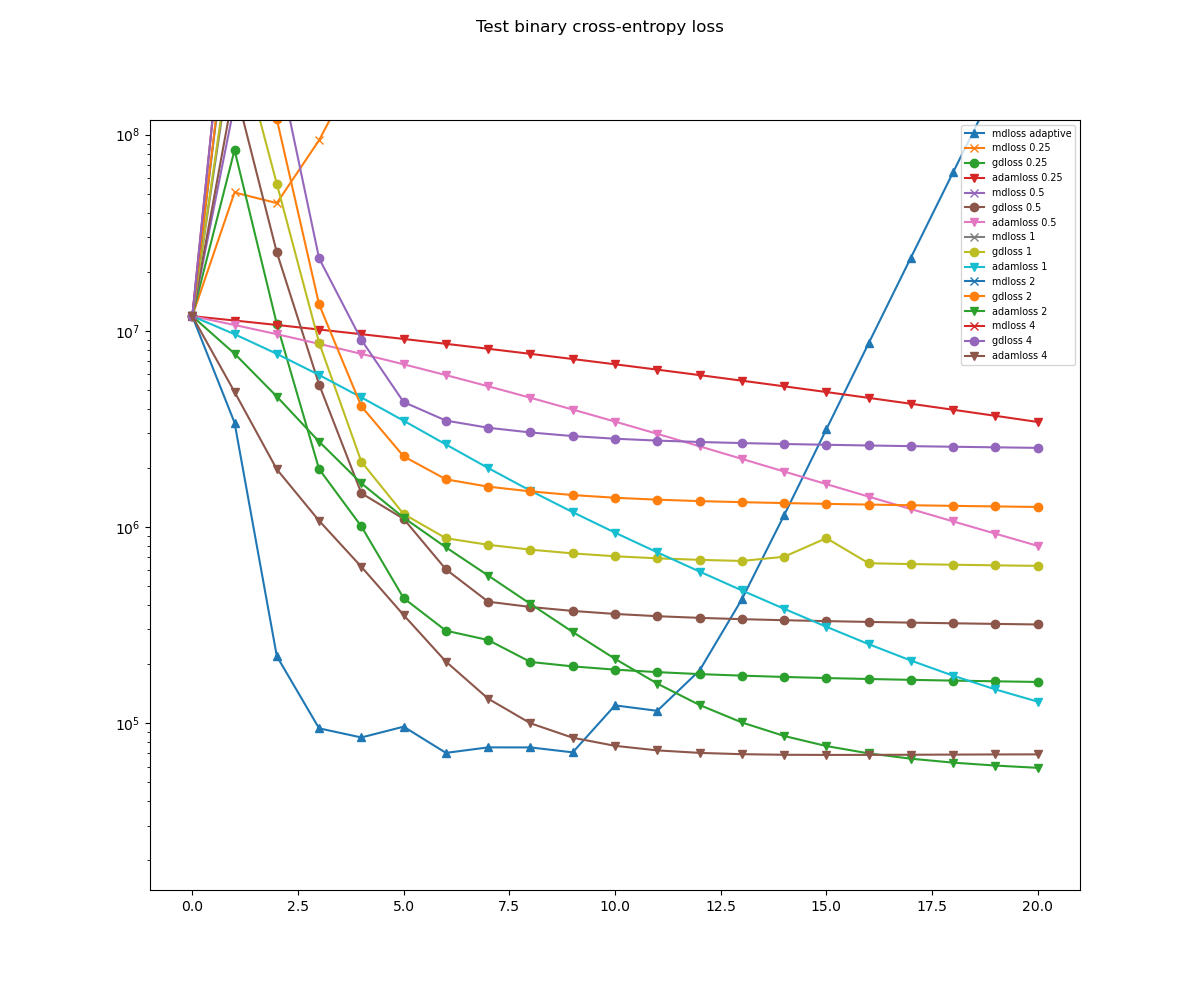 Test binary cross-entropy loss
10^8
10^7
10^6
10^5
mdloss adaptive
mdloss 0.25
gdloss 0.25
adamloss 0.25
mdloss 0.5
gdloss 0.5
adamloss 0.5
mdloss 1
gdloss 1
adamloss 1
mdloss 2
gdloss 2
adamloss 2
mdloss 4
gdloss 4
adamloss 4
0.0 2.5 5.0 7.5 10.0 12.5 15.0 17.5 20.0